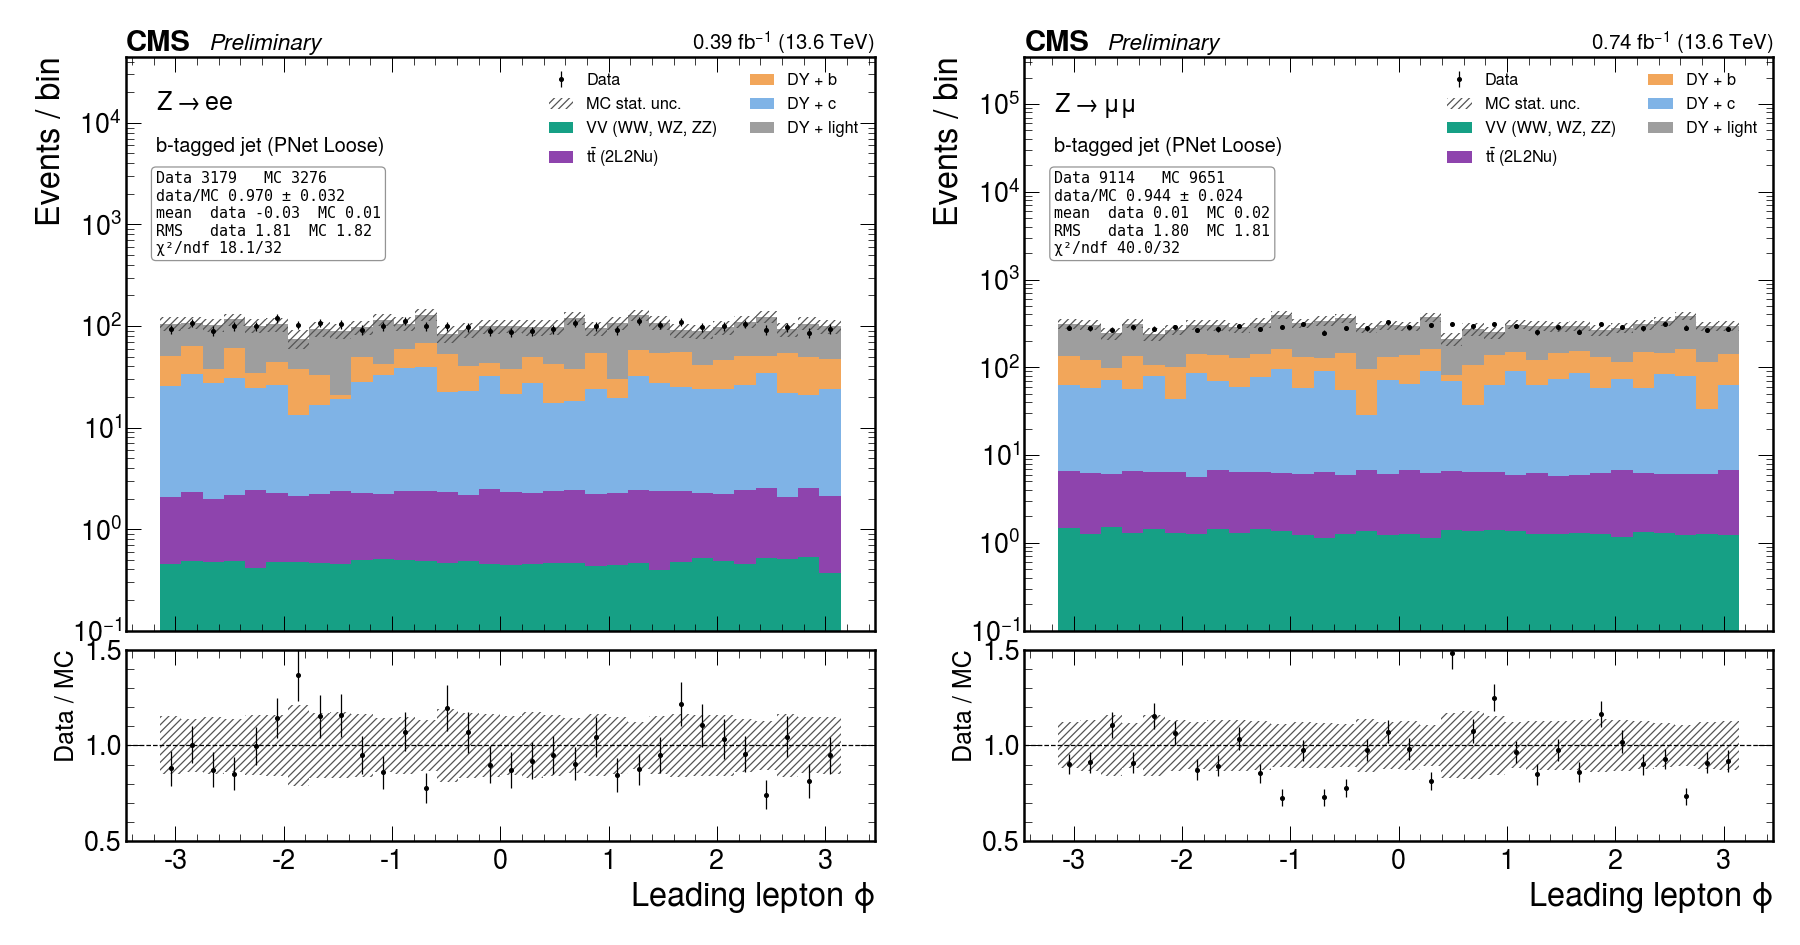 CMS Preliminary 0.39 fb⁻¹ (13.6 TeV)
Events / bin
Z → ee
b-tagged jet (PNet Loose)
Data 3179 MC 3276
data/MC 0.970 ± 0.032
mean data -0.03 MC 0.01
RMS data 1.81 MC 1.82
χ²/ndf 18.1/32
Data
MC stat. unc.
VV (WW, WZ, ZZ)
tt̄ (2L2Nu)
DY + b
DY + c
DY + light
10⁴
10³
10²
10¹
10⁰
10⁻¹
Data / MC
1.5
1.0
0.5
-3 -2 -1 0 1 2 3
Leading lepton ϕ
CMS Preliminary 0.74 fb⁻¹ (13.6 TeV)
Events / bin
Z → μμ
b-tagged jet (PNet Loose)
Data 9114 MC 9651
data/MC 0.944 ± 0.024
mean data 0.01 MC 0.02
RMS data 1.80 MC 1.81
χ²/ndf 40.0/32
Data
MC stat. unc.
VV (WW, WZ, ZZ)
tt̄ (2L2Nu)
DY + b
DY + c
DY + light
10⁵
10⁴
10³
10²
10¹
10⁰
10⁻¹
Data / MC
1.5
1.0
0.5
-3 -2 -1 0 1 2 3
Leading lepton ϕ